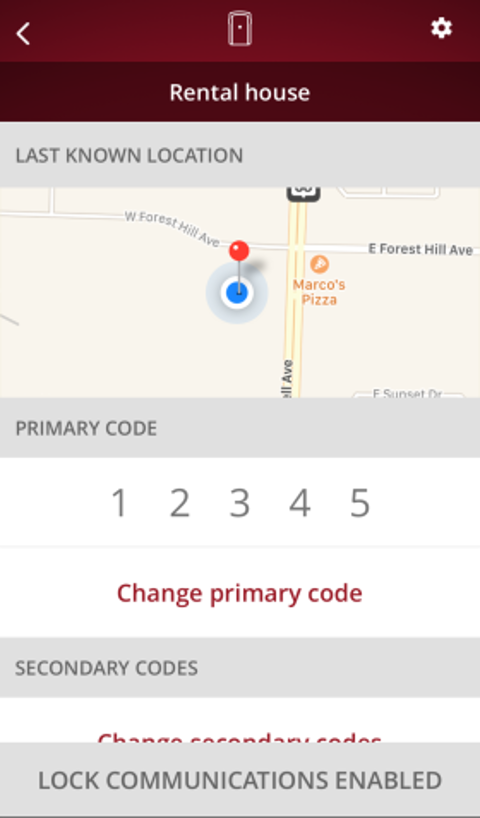 Rental house
LAST KNOWN LOCATION
W Forest Hill Ave
E Forest Hill Ave
Marco's
Pizza
ell Ave
E Sunset Dr
PRIMARY CODE
1 2 3 4 5
Change primary code
SECONDARY CODES
Change secondary codes
LOCK COMMUNICATIONS ENABLED